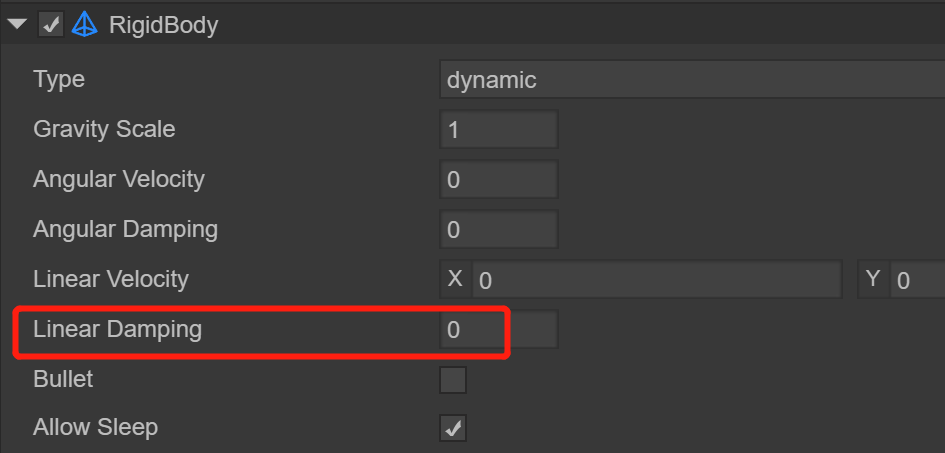 RigidBody
Type dynamic
Gravity Scale 1
Angular Velocity 0
Angular Damping 0
Linear Velocity X 0 Y 0
Linear Damping 0
Bullet
Allow Sleep